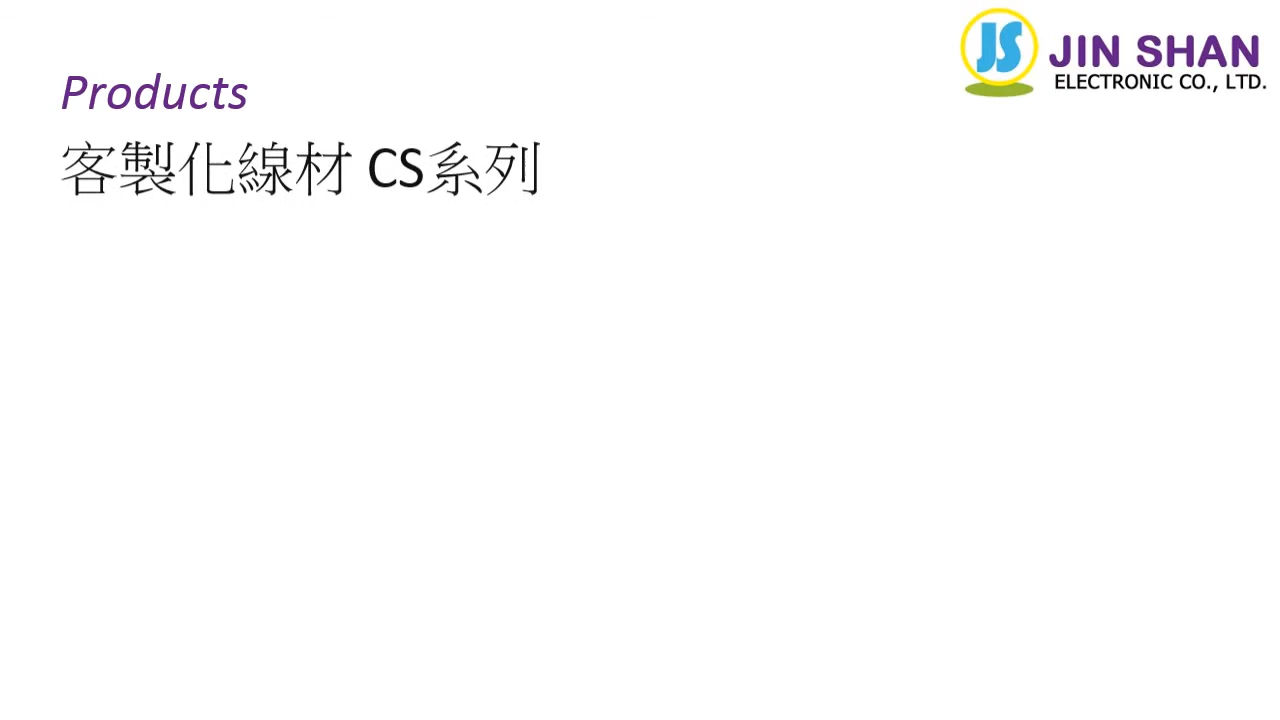 JS JIN SHAN
ELECTRONIC CO., LTD.
Products
客製化線材 CS系列